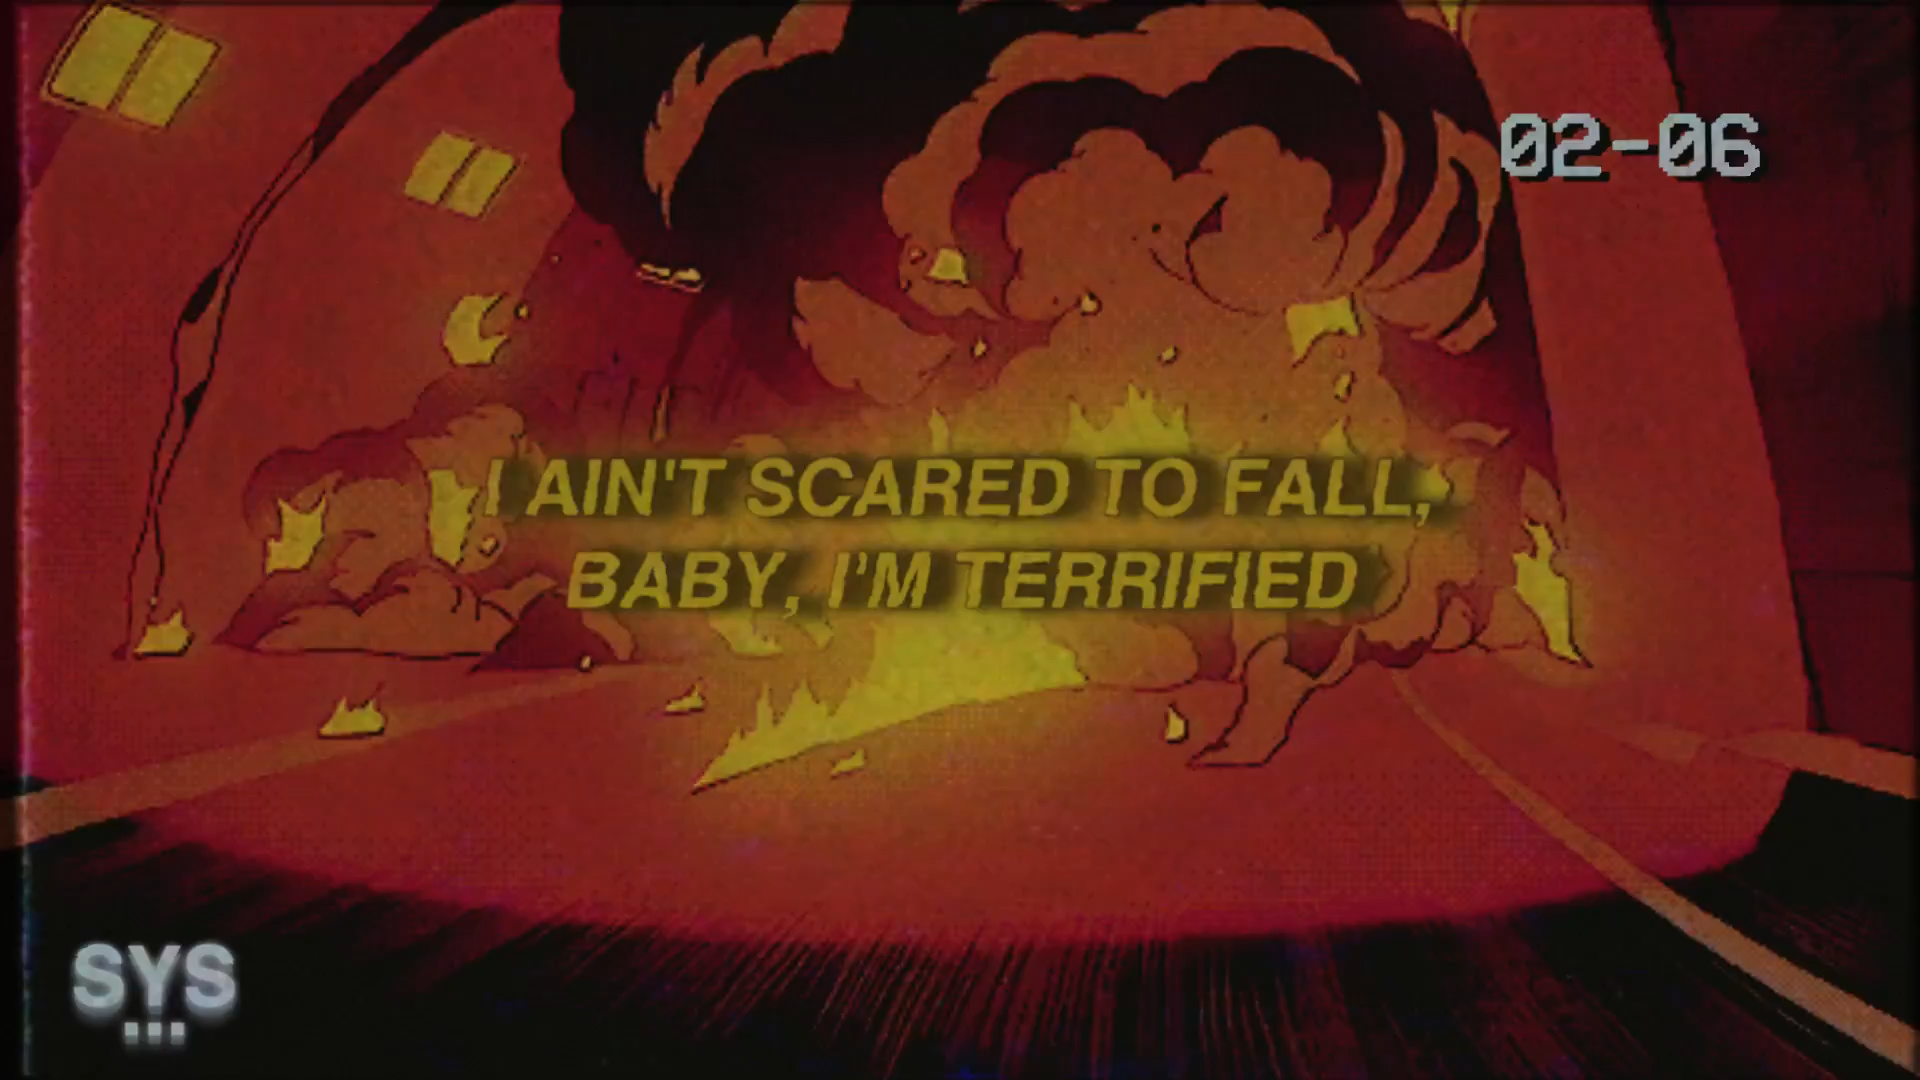 02-06
I AIN'T SCARED TO FALL,
BABY, I'M TERRIFIED
SYS
...